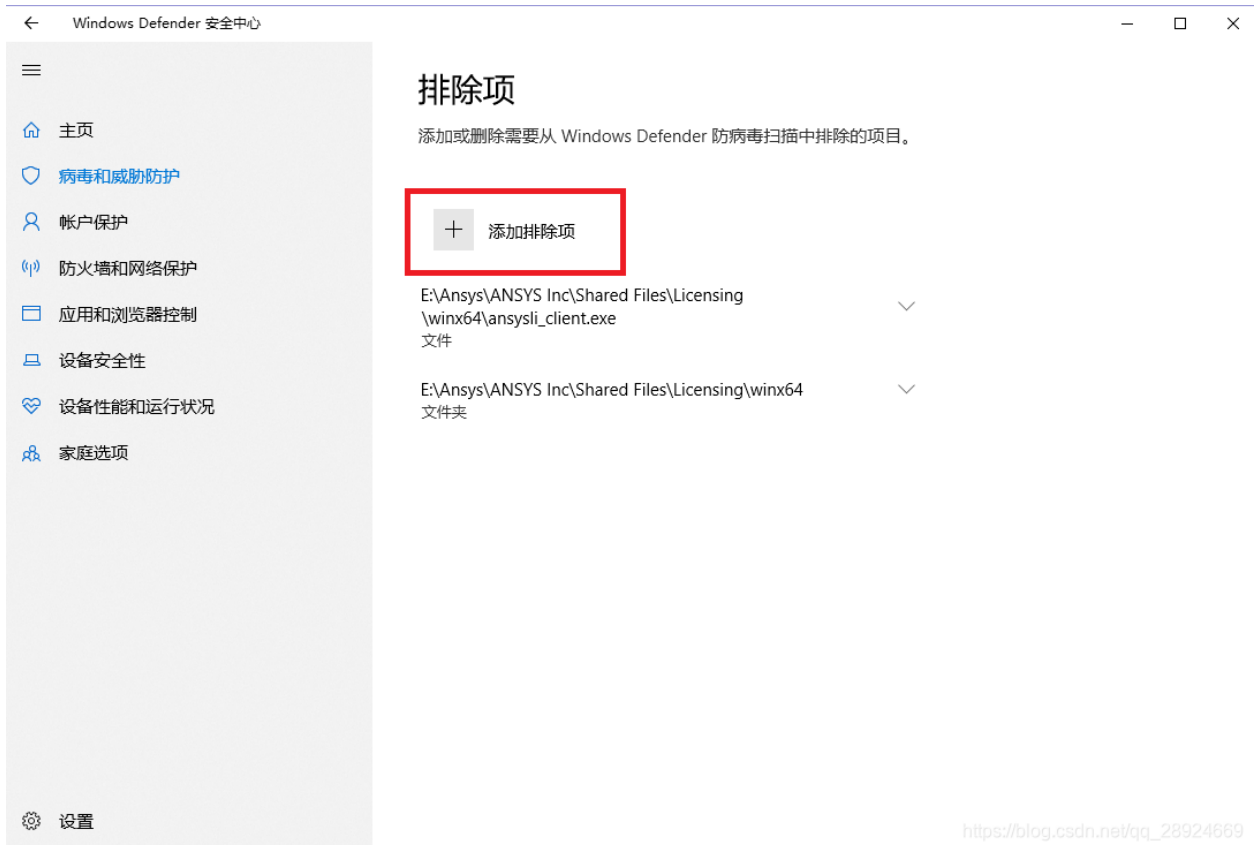 Windows Defender 安全中心
主页
病毒和威胁防护
帐户保护
防火墙和网络保护
应用和浏览器控制
设备安全性
设备性能和运行状况
家庭选项
设置
排除项
添加或删除需要从 Windows Defender 防病毒扫描中排除的项目。
添加排除项
E:\Ansys\ANSYS Inc\Shared Files\Licensing
\winx64\ansysli_client.exe
文件
E:\Ansys\ANSYS Inc\Shared Files\Licensing\winx64
文件夹
https://blog.csdn.net/qq_28924669